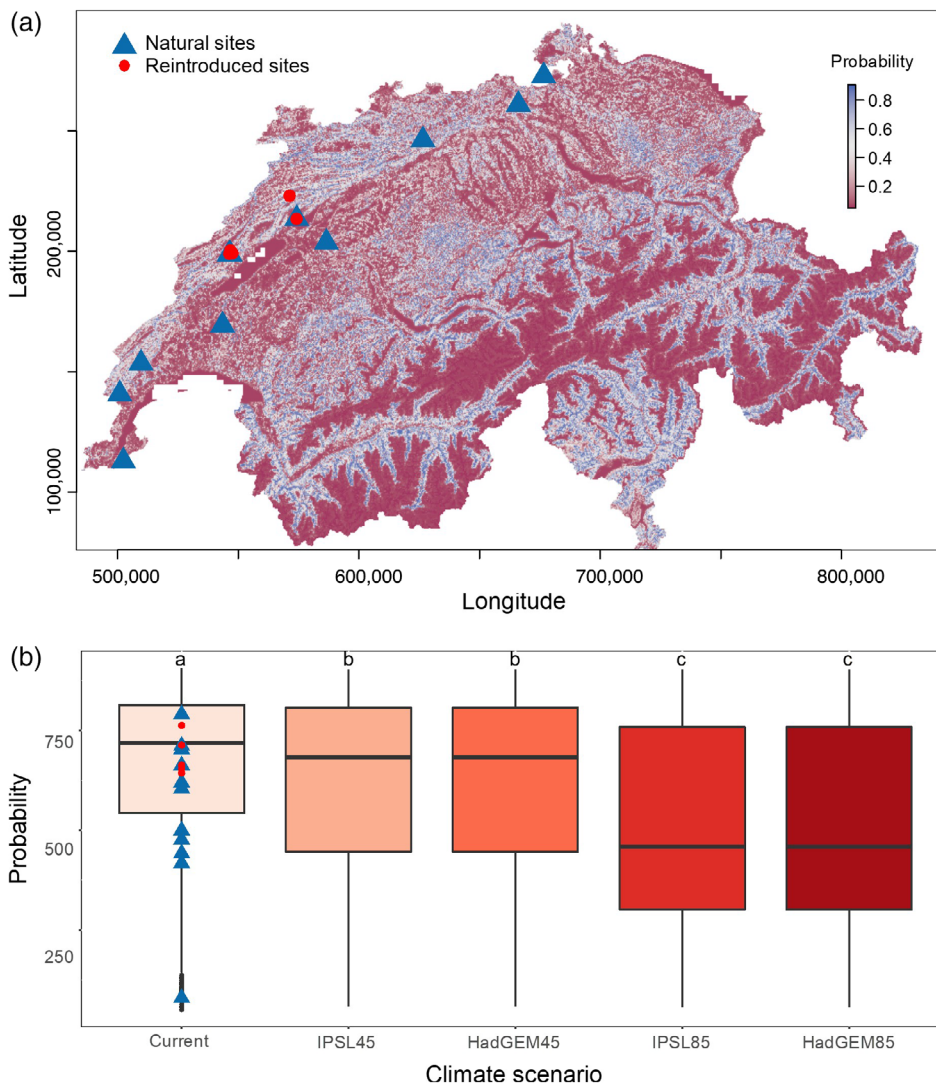 (a)
Natural sites
Reintroduced sites
Probability
0.8
0.6
0.4
0.2
Latitude
200,000
100,000
500,000 600,000 700,000 800,000
Longitude
(b)
a b b c c
Probability
750
500
250
Current IPSL45 HadGEM45 IPSL85 HadGEM85
Climate scenario